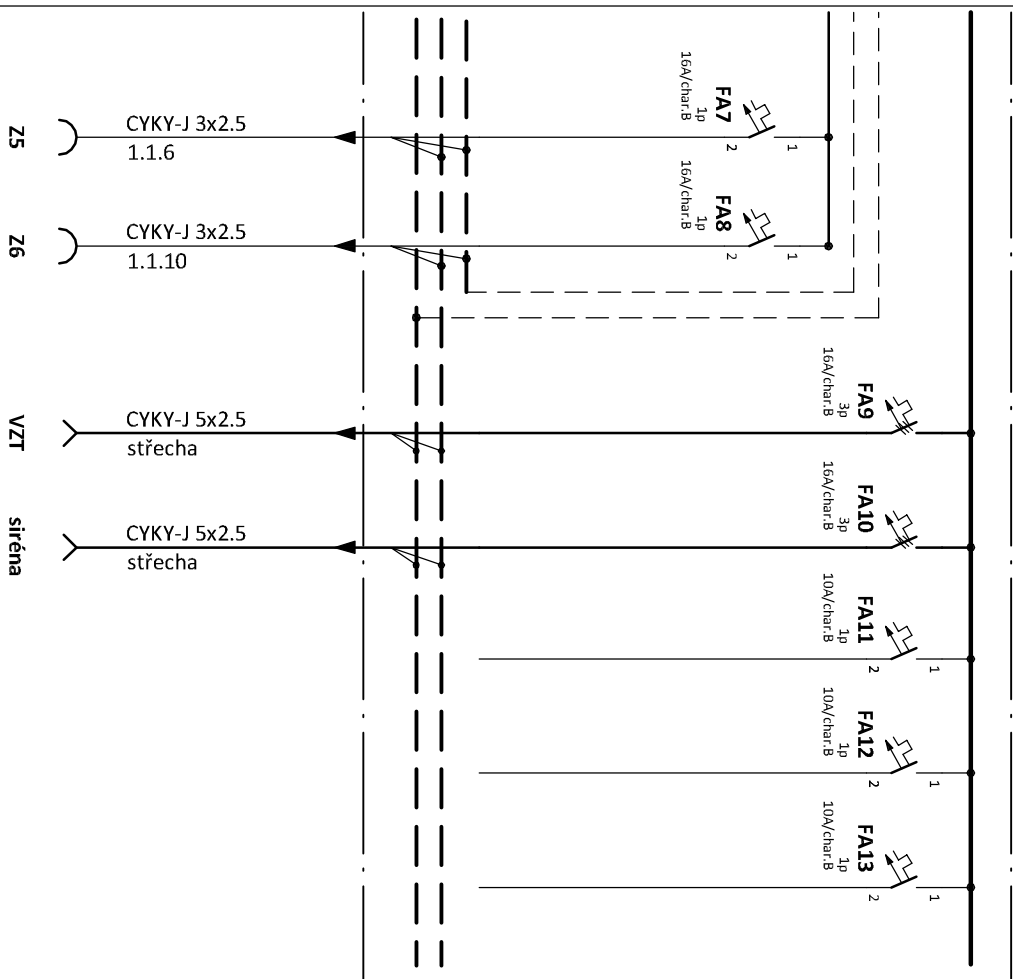 FA7
1p
16A/char.B
1
2
CYKY-J 3x2.5
1.1.6
Z5
FA8
1p
16A/char.B
1
2
CYKY-J 3x2.5
1.1.10
Z6
FA9
3p
16A/char.B
CYKY-J 5x2.5
střecha
VZT
FA10
3p
16A/char.B
CYKY-J 5x2.5
střecha
siréna
FA11
1p
10A/char.B
1
2
FA12
1p
10A/char.B
1
2
FA13
1p
10A/char.B
1
2